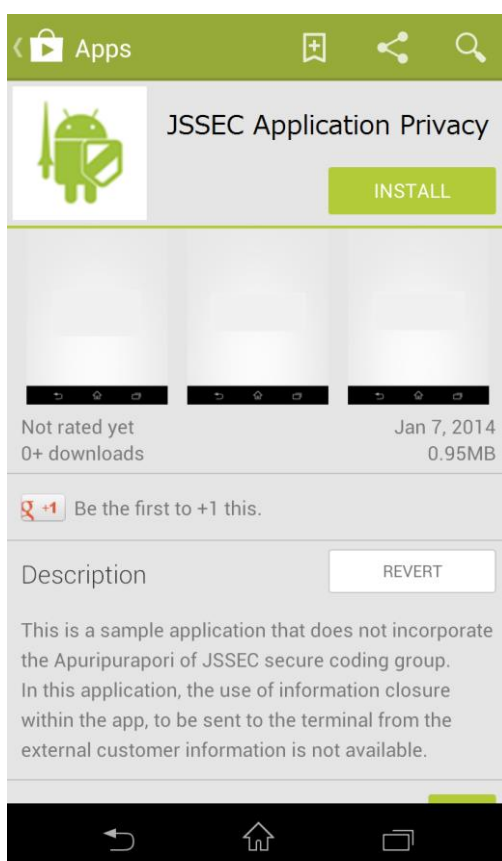 Apps
JSSEC Application Privacy
INSTALL
Not rated yet
Jan 7, 2014
0+ downloads
0.95MB
g +1 Be the first to +1 this.
Description
REVERT
This is a sample application that does not incorporate
the Apuripurapori of JSSEC secure coding group.
In this application, the use of information closure
within the app, to be sent to the terminal from the
external customer information is not available.